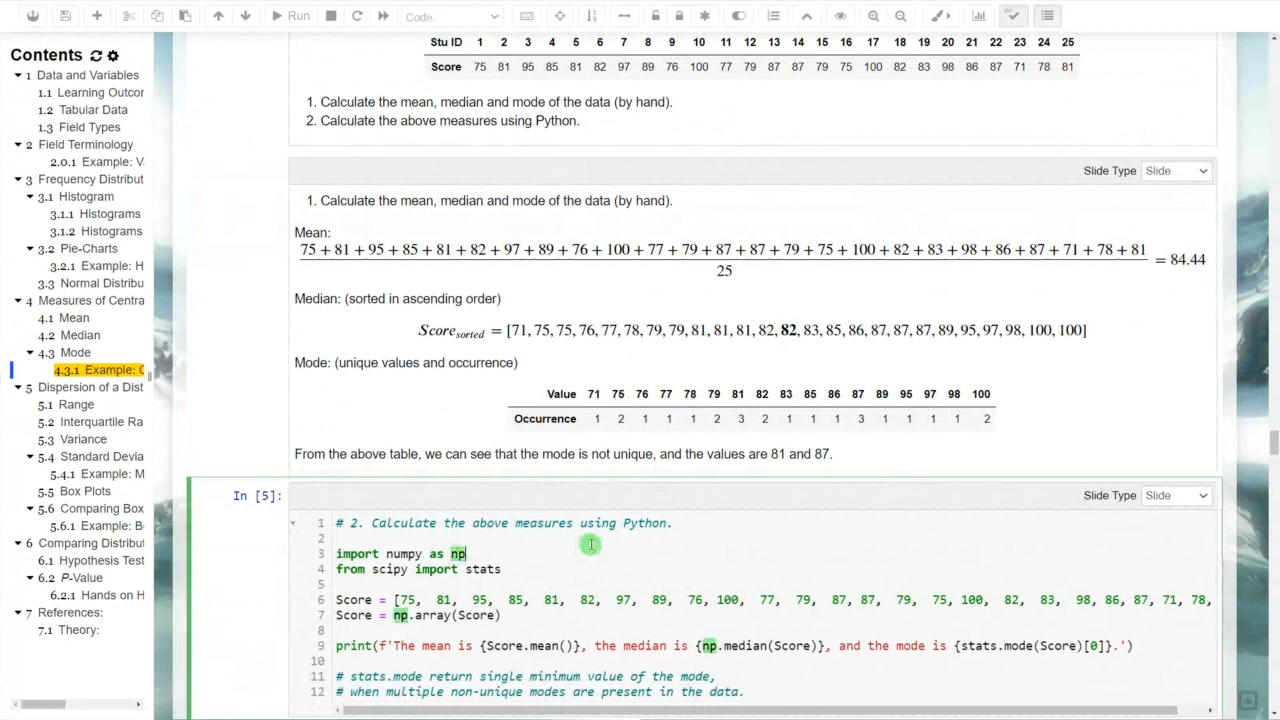 Run
Code
Contents
1 Data and Variables
1.1 Learning Outcor
1.2 Tabular Data
1.3 Field Types
2 Field Terminology
2.0.1 Example: V
3 Frequency Distribut
3.1 Histogram
3.1.1 Histograms
3.1.2 Histograms
3.2 Pie-Charts
3.2.1 Example: H
3.3 Normal Distribu
4 Measures of Centra
4.1 Mean
4.2 Median
4.3 Mode
4.3.1 Example: C
5 Dispersion of a Dist
5.1 Range
5.2 Interquartile Ra
5.3 Variance
5.4 Standard Devia
5.4.1 Example: M
5.5 Box Plots
5.6 Comparing Box
5.6.1 Example: B
6 Comparing Distribut
6.1 Hypothesis Test
6.2 P-Value
6.2.1 Hands on H
7 References:
7.1 Theory:
Stu ID 1 2 3 4 5 6 7 8 9 10 11 12 13 14 15 16 17 18 19 20 21 22 23 24 25
Score 75 81 95 85 81 82 97 89 76 100 77 79 87 87 79 75 100 82 83 98 86 87 71 78 81
1. Calculate the mean, median and mode of the data (by hand).
2. Calculate the above measures using Python.
Slide Type Slide
1. Calculate the mean, median and mode of the data (by hand).
Mean:
75 + 81 + 95 + 85 + 81 + 82 + 97 + 89 + 76 + 100 + 77 + 79 + 87 + 87 + 79 + 75 + 100 + 82 + 83 + 98 + 86 + 87 + 71 + 78 + 81
25
= 84.44
Median: (sorted in ascending order)
Score sorted = [71, 75, 75, 76, 77, 78, 79, 79, 81, 81, 81, 82, 82, 83, 85, 86, 87, 87, 87, 89, 95, 97, 98, 100, 100]
Mode: (unique values and occurrence)
Value 71 75 76 77 78 79 81 82 83 85 86 87 89 95 97 98 100
Occurrence 1 2 1 1 1 2 3 2 1 1 1 3 1 1 1 1 2
From the above table, we can see that the mode is not unique, and the values are 81 and 87.
In [5]:
Slide Type Slide
1 # 2. Calculate the above measures using Python.
2
3 import numpy as np
4 from scipy import stats
5
6 Score = [75, 81, 95, 85, 81, 82, 97, 89, 76, 100, 77, 79, 87, 87, 79, 75, 100, 82, 83, 98, 86, 87, 71, 78,
7 Score = np.array(Score)
8
9 print(f'The mean is {Score.mean()}, the median is {np.median(Score)}, and the mode is {stats.mode(Score)[0]}.')
10
11 # stats.mode return single minimum value of the mode,
12 # when multiple non-unique modes are present in the data.